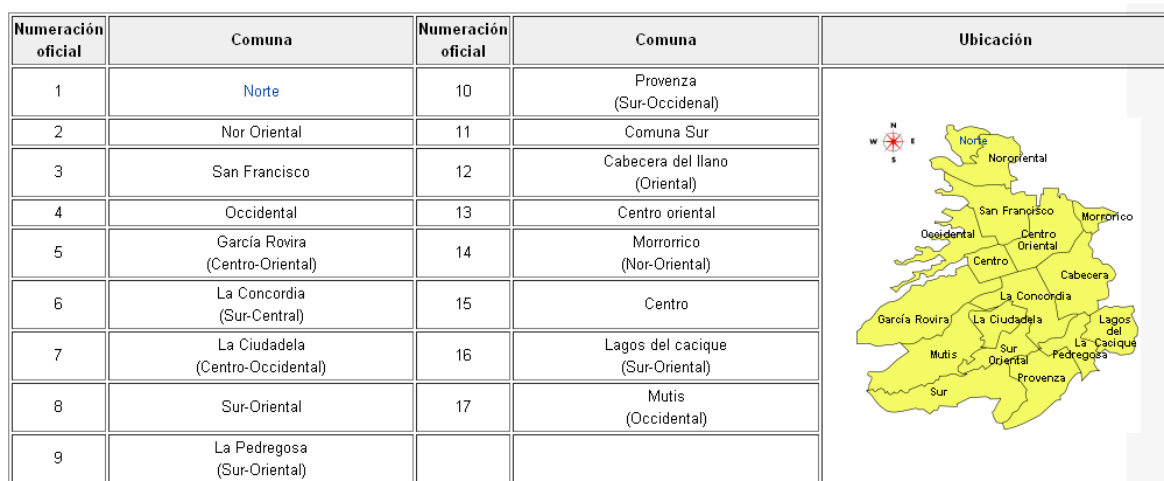 Numeración oficial Comuna Numeración oficial Comuna Ubicación
1 Norte 10 Provenza
(Sur-Occidenal)
2 Nor Oriental 11 Comuna Sur
3 San Francisco 12 Cabecera del llano
(Oriental)
4 Occidental 13 Centro oriental
5 García Rovira
(Centro-Oriental) 14 Morrorrico
(Nor-Oriental)
6 La Concordia
(Sur-Central) 15 Centro
7 La Ciudadela
(Centro-Occidental) 16 Lagos del cacique
(Sur-Oriental)
8 Sur-Oriental 17 Mutis
(Occidental)
9 La Pedregosa
(Sur-Oriental)
N
W E
S
Norte
Nororiental
San Francisco
Morrorico
Occidental
Centro
Oriental
Centro
Cabecera
La Concordia
García Rovira
La Ciudadela
Lagos
del
Cacique
La
Pedregosa
Mutis
Sur
Oriental
Provenza
Sur